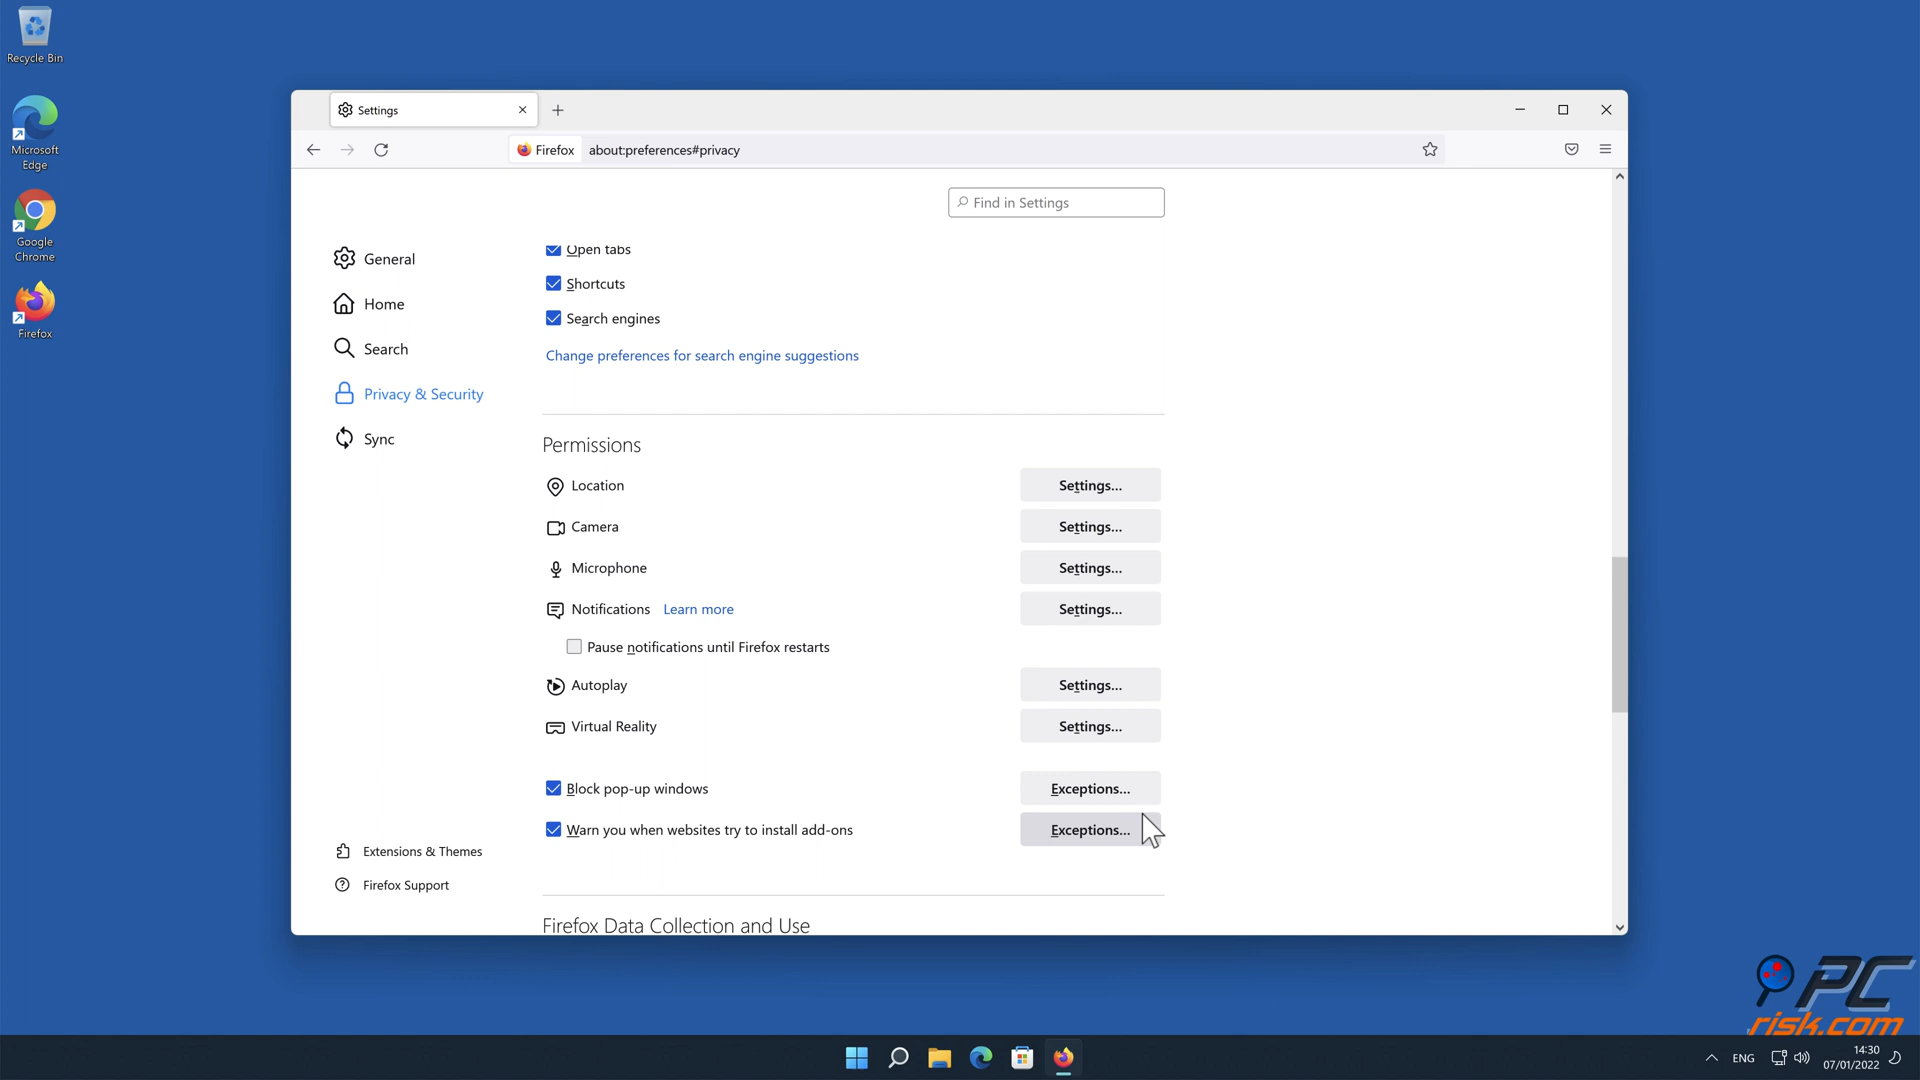 Recycle Bin
Microsoft
Edge
Google
Chrome
Firefox
Settings
Firefox
about:preferences#privacy
Find in Settings
General
Home
Search
Privacy & Security
Sync
Extensions & Themes
Firefox Support
Open tabs
Shortcuts
Search engines
Change preferences for search engine suggestions
Permissions
Location Settings...
Camera Settings...
Microphone Settings...
Notifications Learn more Settings...
Pause notifications until Firefox restarts
Autoplay Settings...
Virtual Reality Settings...
Block pop-up windows Exceptions...
Warn you when websites try to install add-ons Exceptions...
Firefox Data Collection and Use
PC
risk.com
ENG
14:30
07/01/2022